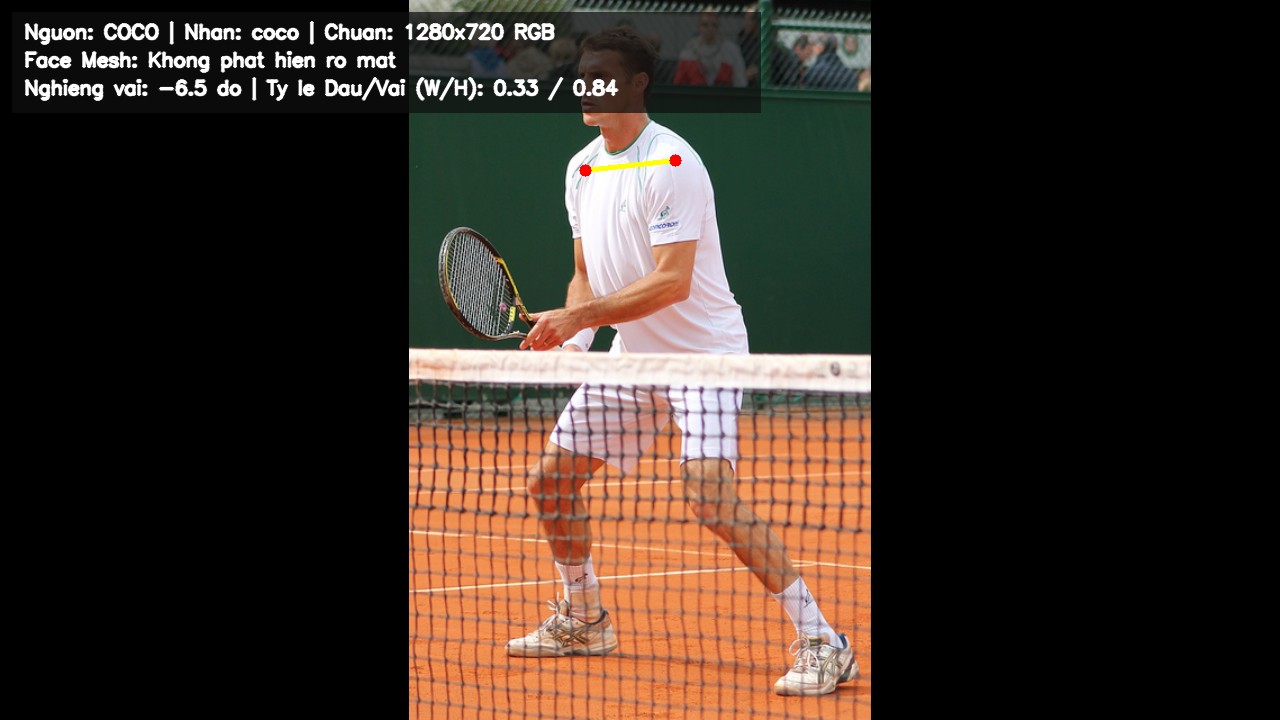 Nguon: COCO | Nhan: coco | Chuan: 1280x720 RGB
Face Mesh: Khong phat hien ro mat
Nghieng vai: -6.5 do | Ty le Dau/Vai (W/H): 0.33 / 0.84